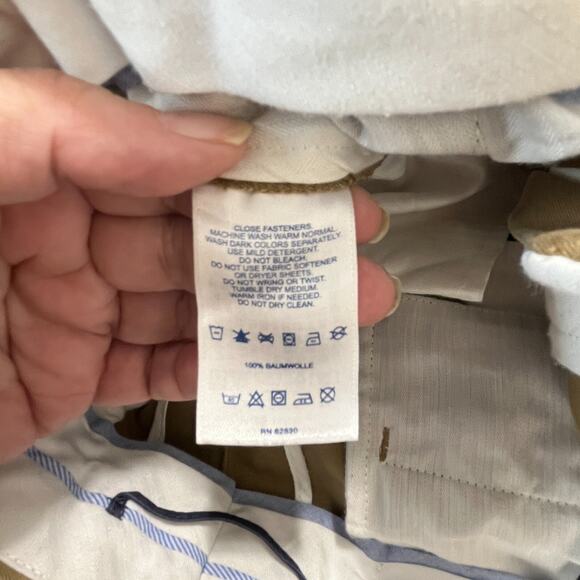 CLOSE FASTENERS.
MACHINE WASH WARM NORMAL.
WASH DARK COLORS SEPARATELY.
USE MILD DETERGENT.
DO NOT BLEACH.
DO NOT USE FABRIC SOFTENER
OR DRYER SHEETS.
DO NOT WRING OR TWIST.
TUMBLE DRY MEDIUM.
WARM IRON IF NEEDED.
DO NOT DRY CLEAN.
100% BAUMWOLLE
RN 62530